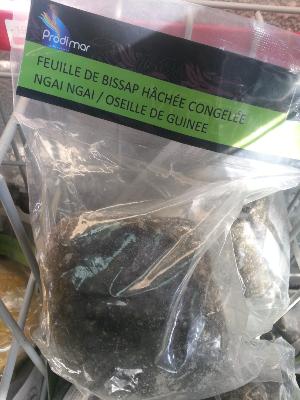 Prodimar
FEUILLE DE BISSAP HÂCHÉE CONGELÉE
NGAI NGAI / OSEILLE DE GUINEE